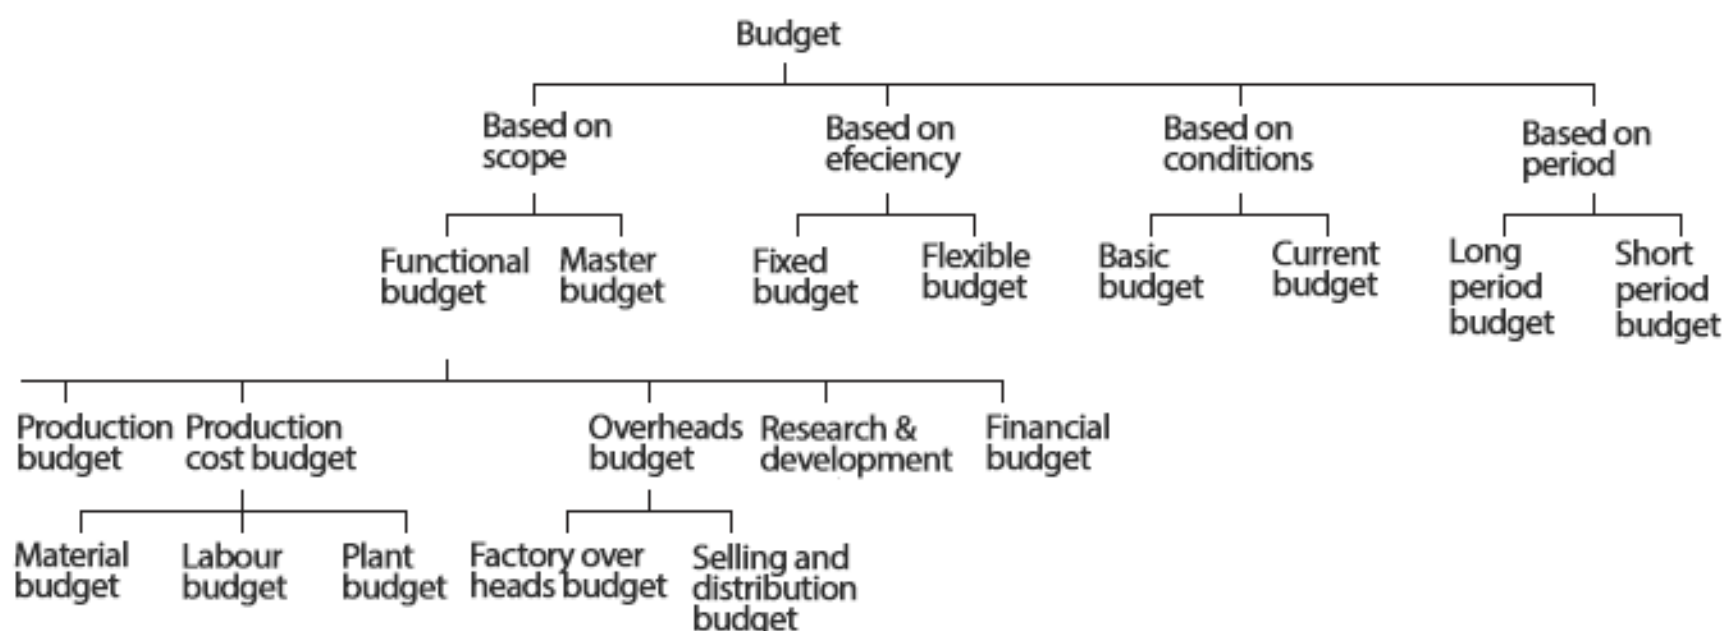 Budget
Based on
scope
Based on
efeciency
Based on
conditions
Based on
period
Functional
budget
Master
budget
Fixed
budget
Flexible
budget
Basic
budget
Current
budget
Long
period
budget
Short
period
budget
Production
budget
Production
cost budget
Overheads
budget
Research &
development
Financial
budget
Material
budget
Labour
budget
Plant
budget
Factory over
heads budget
Selling and
distribution
budget